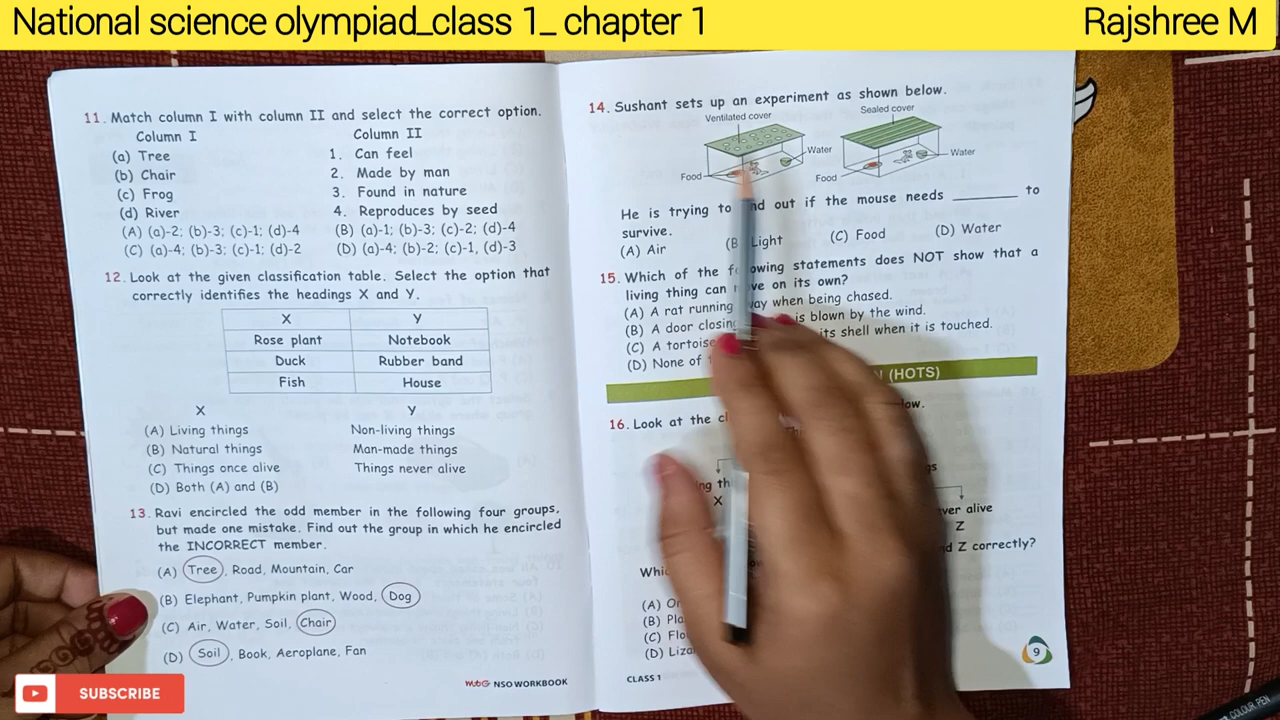 National science olympiad_class 1_ chapter 1
Rajshree M
11. Match column I with column II and select the correct option.
Column I Column II
(a) Tree 1. Can feel
(b) Chair 2. Made by man
(c) Frog 3. Found in nature
(d) River 4. Reproduces by seed
(A) (a)-2; (b)-3; (c)-1; (d)-4 (B) (a)-1; (b)-3; (c)-2; (d)-4
(C) (a)-4; (b)-3; (c)-1; (d)-2 (D) (a)-4; (b)-2; (c)-1, (d)-3
12. Look at the given classification table. Select the option that
correctly identifies the headings X and Y.
X Y
Rose plant Notebook
Duck Rubber band
Fish House
X Y
(A) Living things Non-living things
(B) Natural things Man-made things
(C) Things once alive Things never alive
(D) Both (A) and (B)
13. Ravi encircled the odd member in the following four groups,
but made one mistake. Find out the group in which he encircled
the INCORRECT member.
(A) Tree, Road, Mountain, Car
(B) Elephant, Pumpkin plant, Wood, Dog
(C) Air, Water, Soil, Chair
(D) Soil, Book, Aeroplane, Fan
mtG NSO WORKBOOK
14. Sushant sets up an experiment as shown below.
Ventilated cover Sealed cover
Water Water
Food Food
He is trying to find out if the mouse needs ________ to
survive.
(A) Air (B) Light (C) Food (D) Water
15. Which of the following statements does NOT show that a
living thing can move on its own?
(A) A rat running away when being chased.
(B) A door closing is blown by the wind.
(C) A tortoise its shell when it is touched.
(D) None of
(HOTS)
16. Look at the
X
never alive
Z
and Z correctly?
(A)
(B)
(C)
(D)
CLASS 1
9
SUBSCRIBE